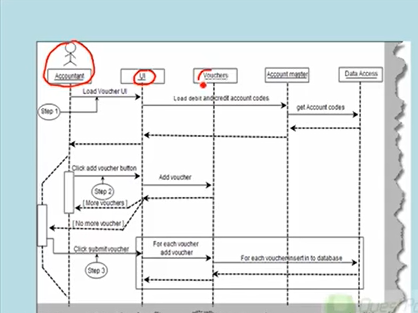 Accountant
UI
Vouchers
Account master
Data Access
Load Voucher UI
Load debit and credit account codes
get Account codes
Step 1
Click add voucher button
Add voucher
Step 2
[ More vouchers ]
[ No more voucher ]
Click submit voucher
For each voucher
add voucher
For each voucher insert in to database
Step 3